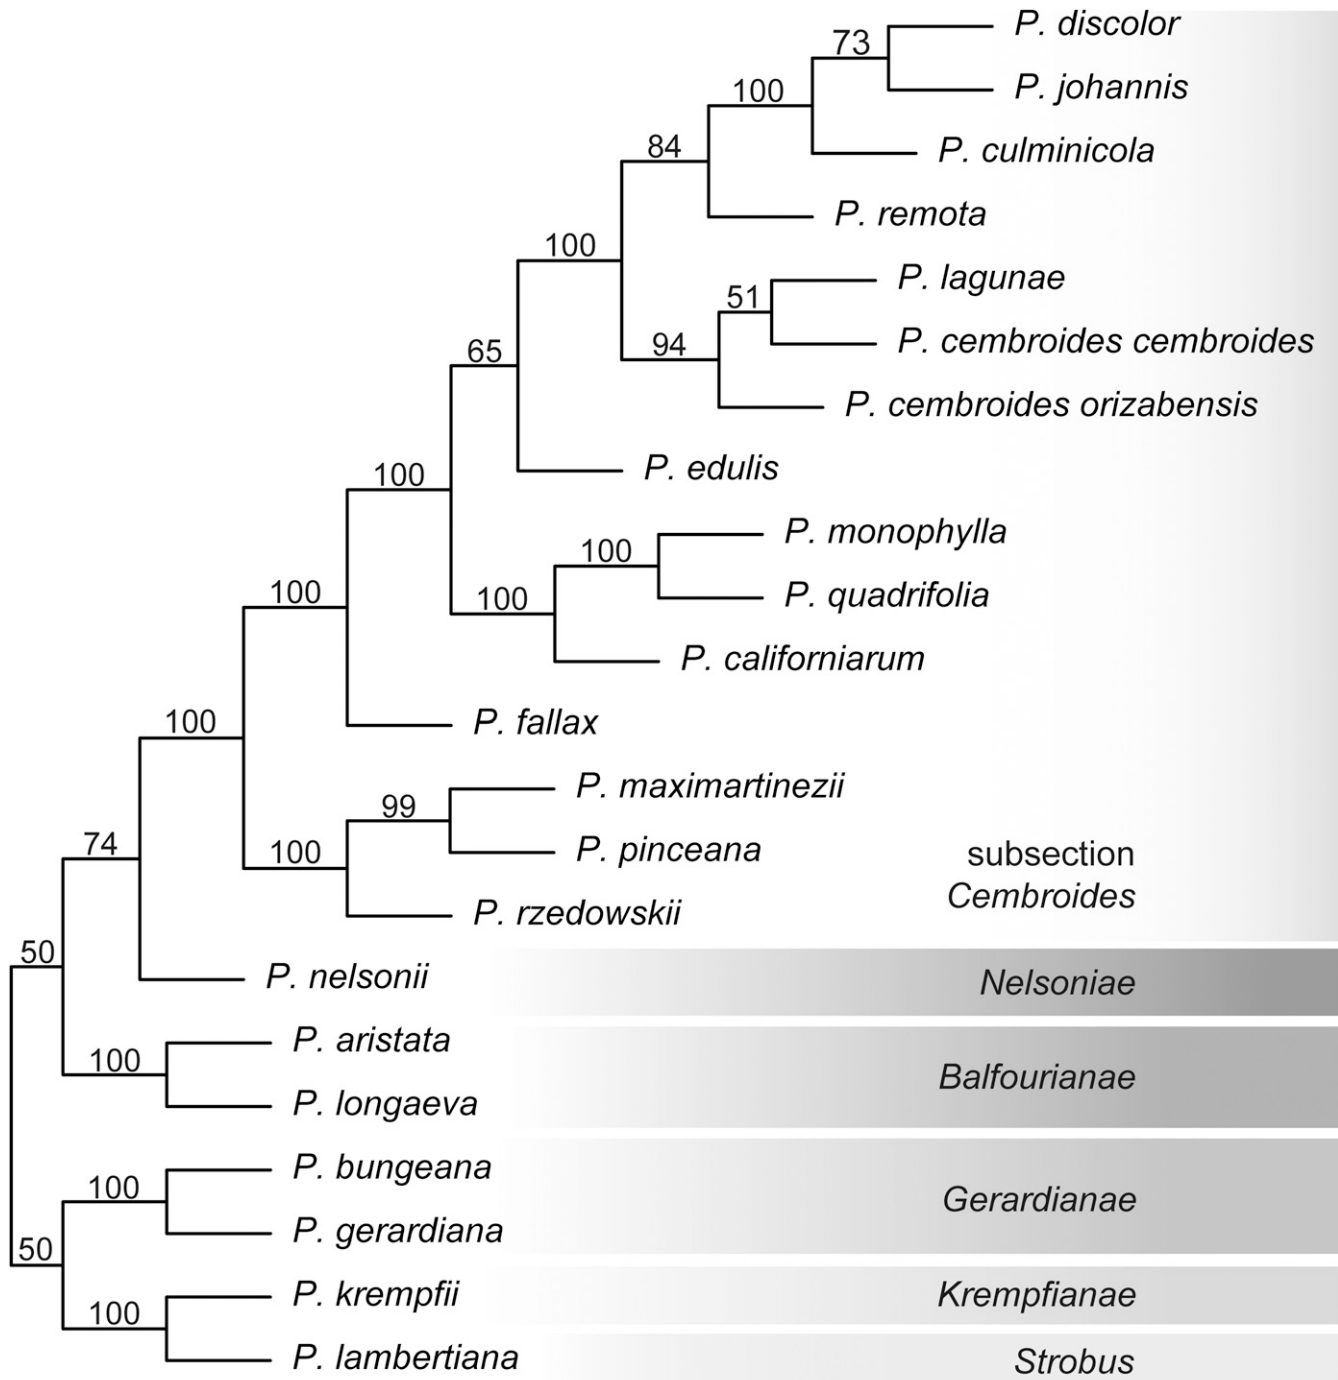 P. discolor
73
P. johannis
100
P. culminicola
84
P. remota
100
P. lagunae
51
P. cembroides cembroides
94
65
P. cembroides orizabensis
P. edulis
100
P. monophylla
100
P. quadrifolia
100
100
P. californiarum
P. fallax
100
P. maximartinezii
99
P. pinceana
100
74
subsection
Cembroides
P. rzedowskii
50
P. nelsonii
Nelsoniae
P. aristata
100
Balfourianae
P. longaeva
P. bungeana
100
Gerardianae
P. gerardiana
50
P. krempfii
Krempfianae
100
P. lambertiana
Strobus